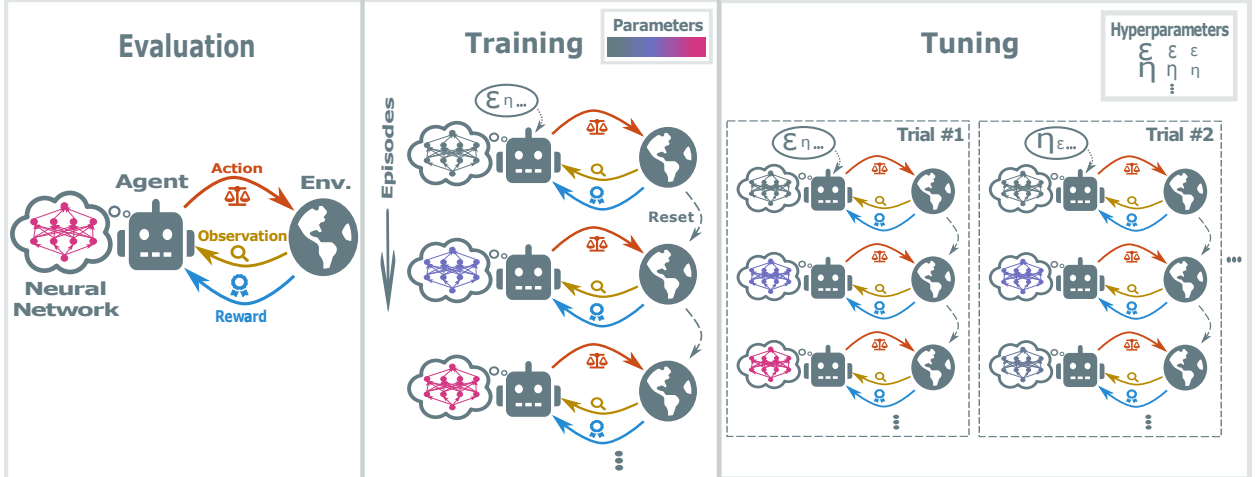 Evaluation
Agent
Action
Env.
Observation
Neural
Network
Reward
Training
Parameters
Episodes
ε η ...
Reset
Tuning
Hyperparameters
ε ε ε
η η η
Trial #1
ε η ...
Trial #2
η ε ...